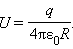 U = q / 4πε₀R.